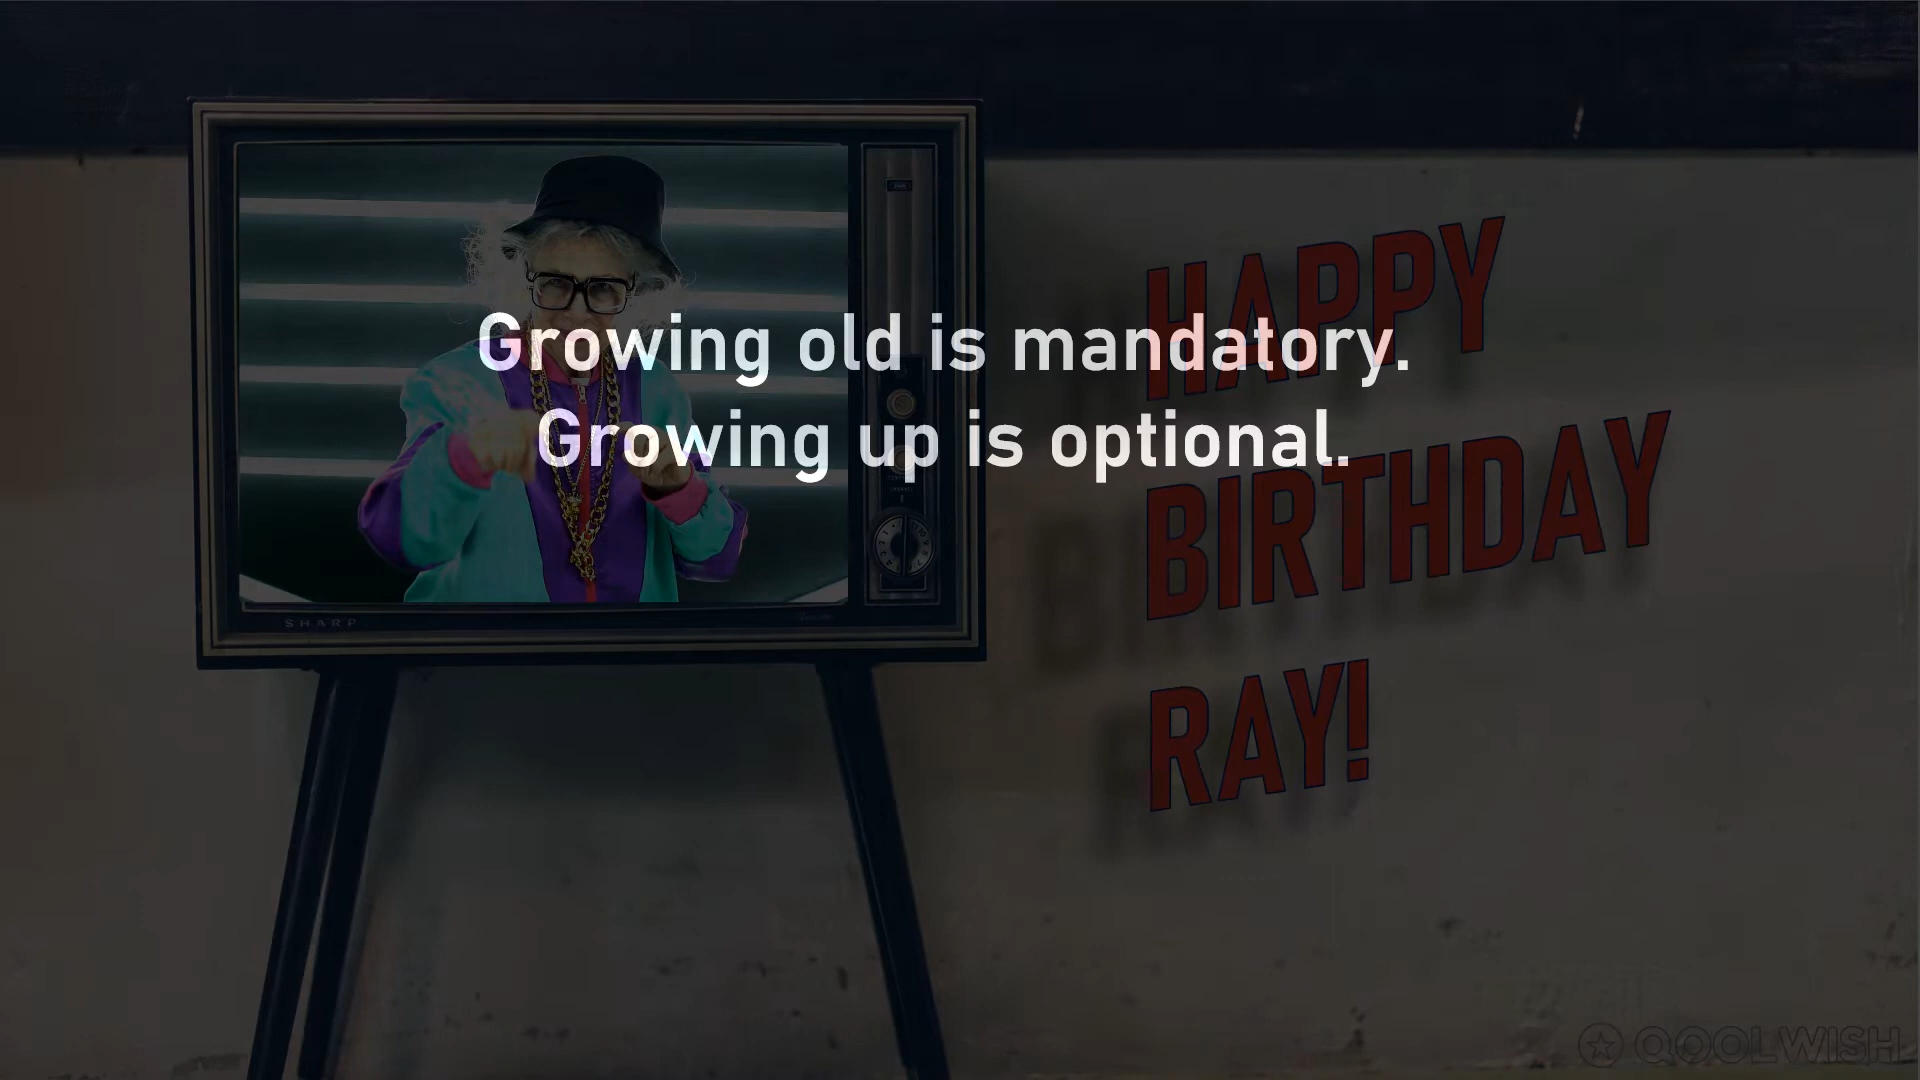 Growing old is mandatory.
Growing up is optional.
HAPPY
BIRTHDAY
RAY!
SHARP
QOOLWISH